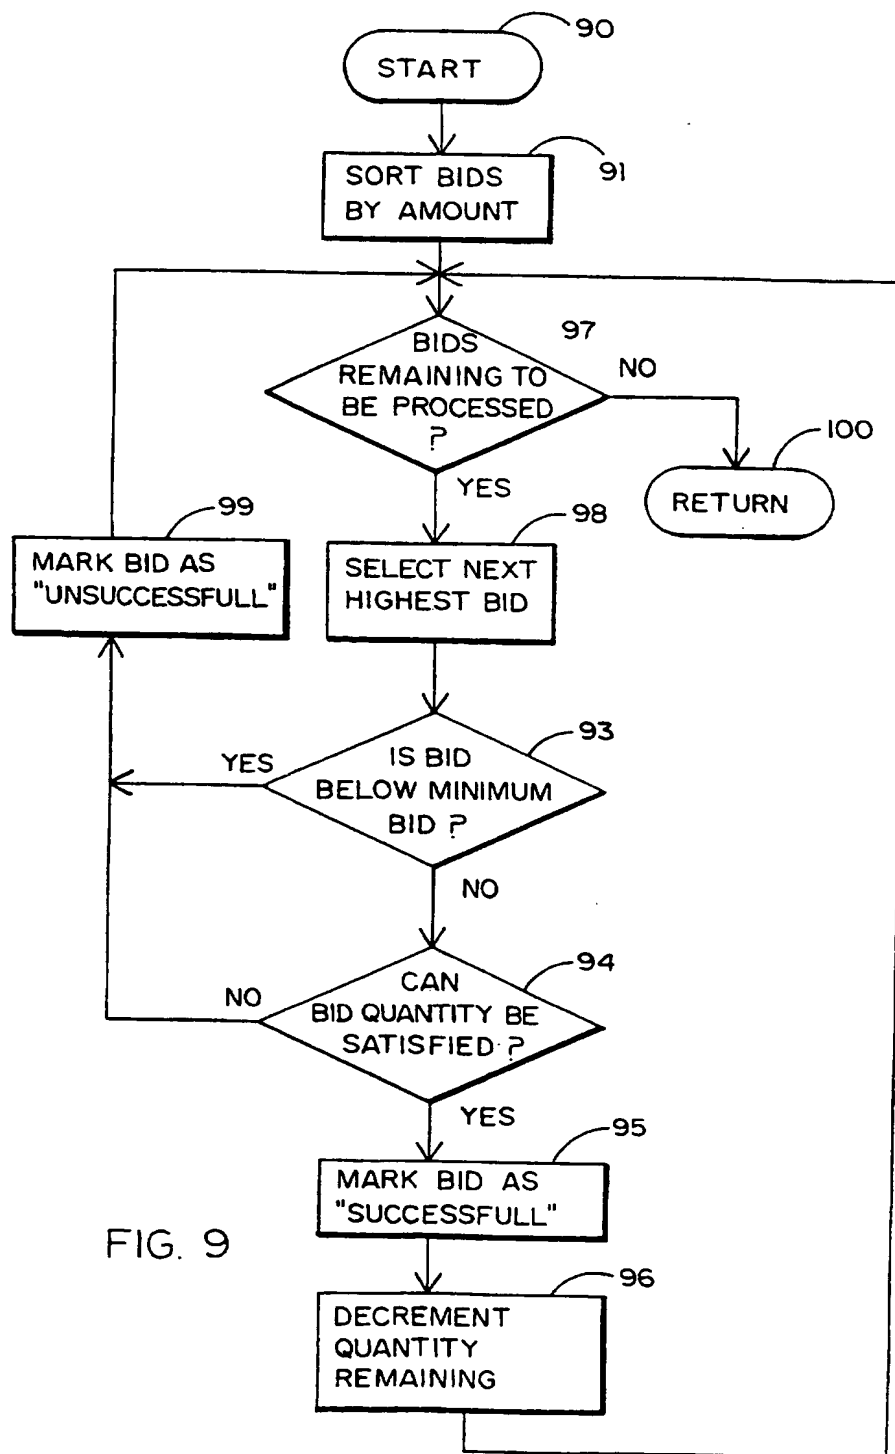 90
START
91
SORT BIDS
BY AMOUNT
97
BIDS
REMAINING TO
BE PROCESSED
?
NO
100
RETURN
YES
99
MARK BID AS
"UNSUCCESSFULL"
98
SELECT NEXT
HIGHEST BID
93
YES
IS BID
BELOW MINIMUM
BID ?
NO
94
NO
CAN
BID QUANTITY BE
SATISFIED ?
YES
95
MARK BID AS
"SUCCESSFULL"
FIG. 9
96
DECREMENT
QUANTITY
REMAINING